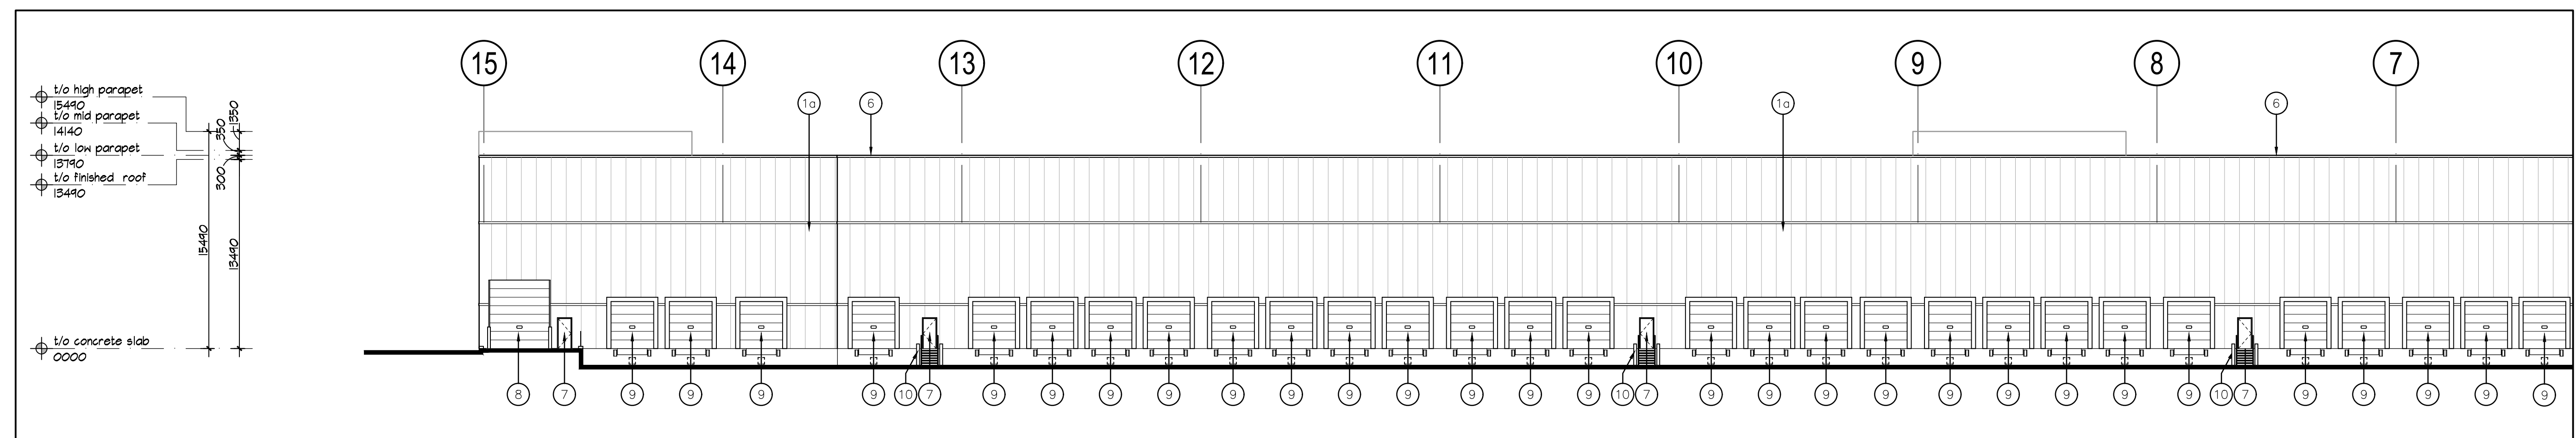 15 14 13 12 11 10 9 8 7
t/o high parapet
15490
t/o mid parapet
14140
t/o low parapet
13790
t/o finished roof
13490
350
1350
300
15490
13490
1a 6 1a 6
t/o concrete slab
0000
8 7 9 9 9 9 10 7 9 9 9 9 9 9 9 9 9 9 9 10 7 9 9 9 9 9 9 9 9 9 10 7 9 9 9 9 9